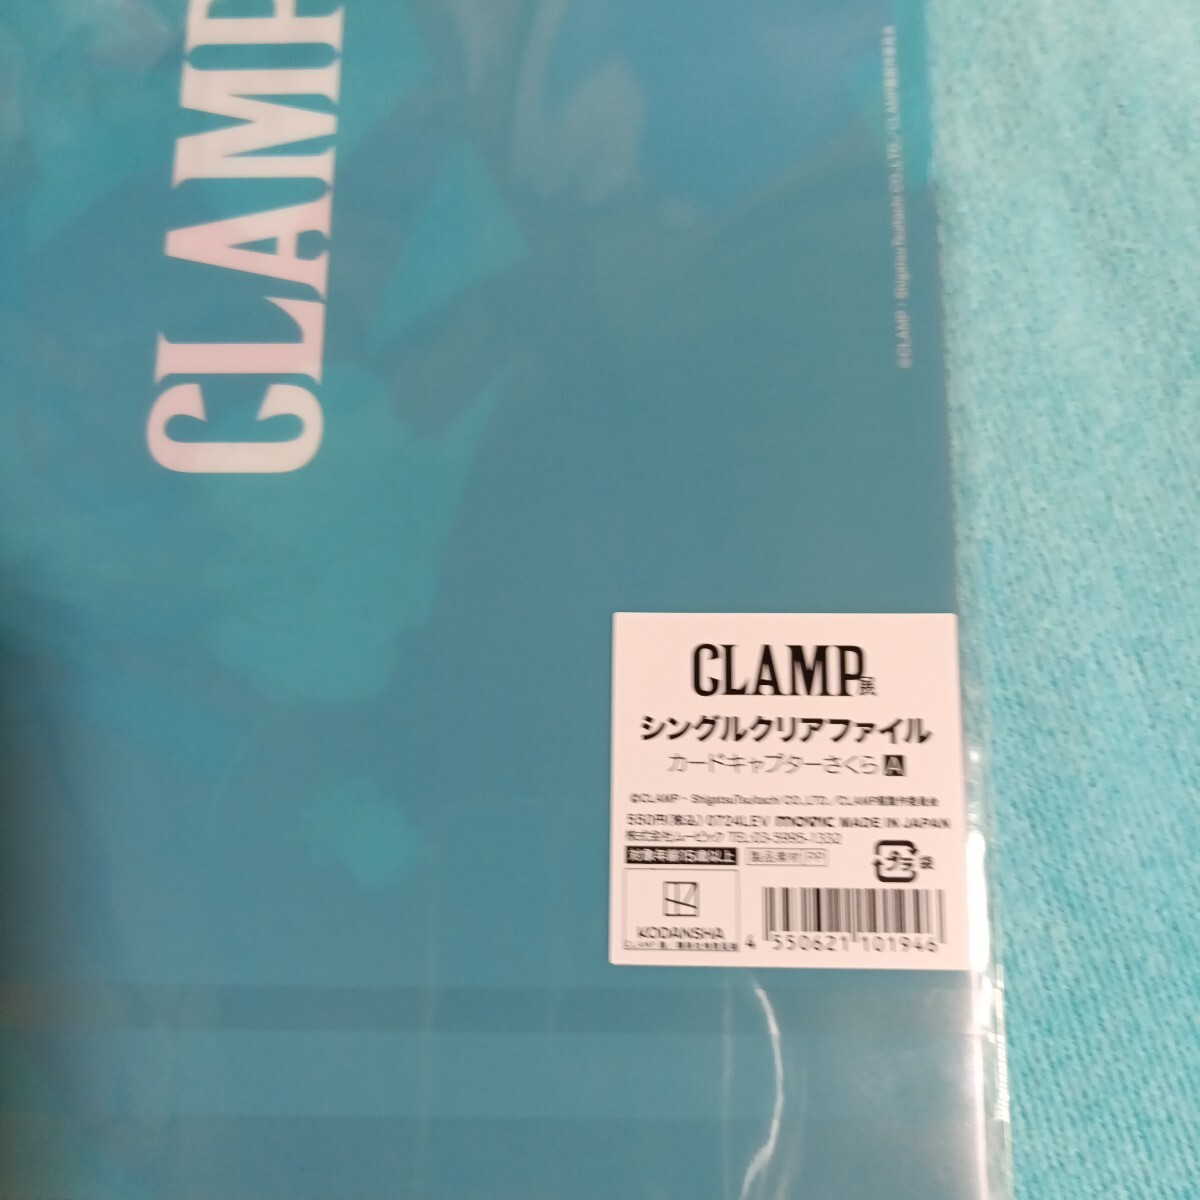 CLAMP
©CLAMP・ShigatsuTsuitachi CO.,LTD./CLAMP展製作委員会
CLAMP展
シングルクリアファイル
カードキャプターさくら A
©CLAMP・ShigatsuTsuitachi CO.,LTD./CLAMP展製作委員会
550円(税込) 0724LEV movic MADE IN JAPAN
株式会社ムービック TEL:03-5995-1332
対象年齢15歳以上 製品素材 PP
プラ 袋
KODANSHA
4 550621 101946